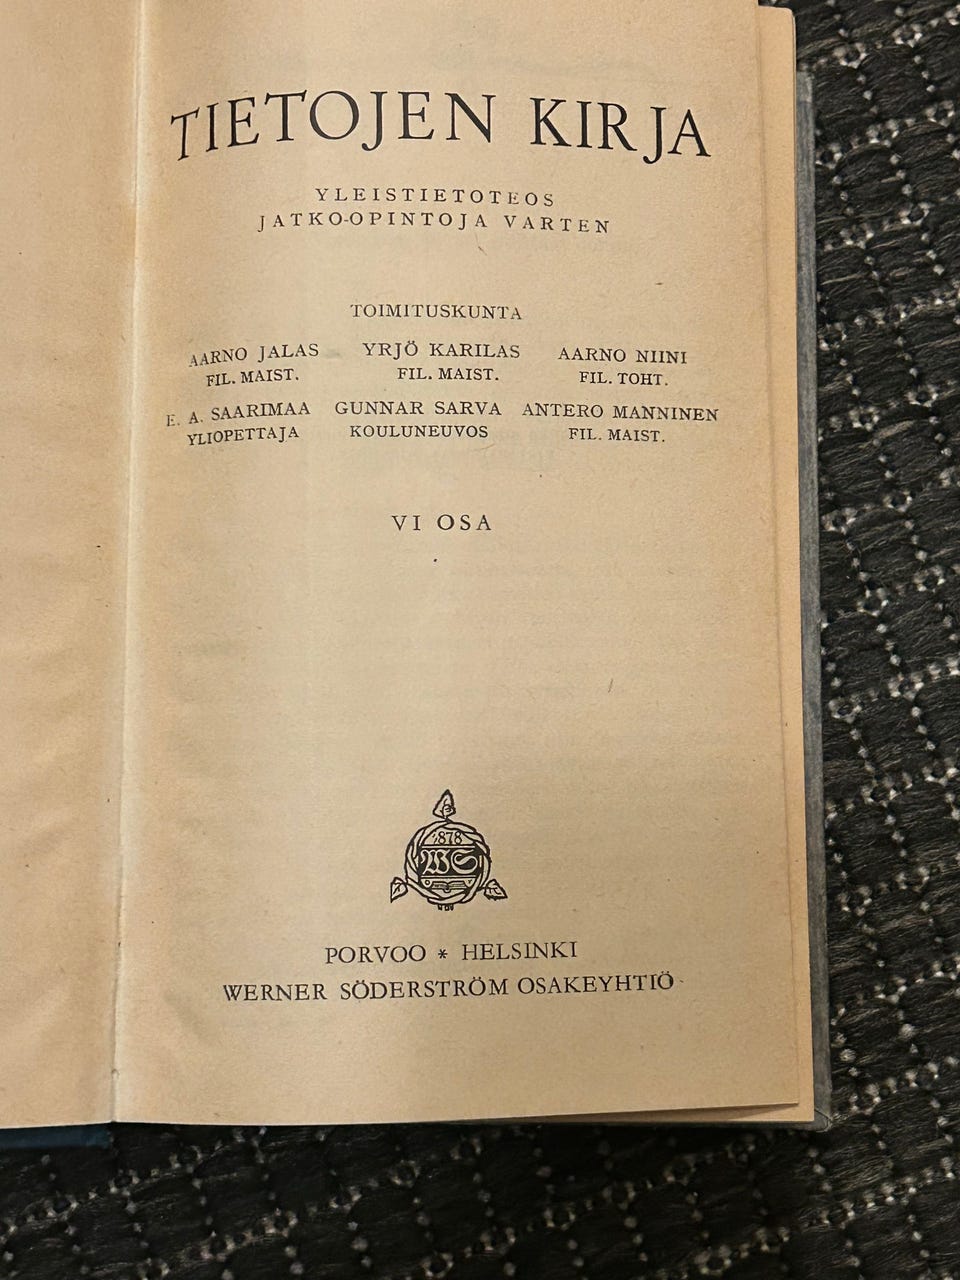 TIETOJEN KIRJA
YLEISTIETOTEOS
JATKO-OPINTOJA VARTEN
TOIMITUSKUNTA
AARNO JALAS YRJÖ KARILAS AARNO NIINI
FIL. MAIST. FIL. MAIST. FIL. TOHT.
E. A. SAARIMAA GUNNAR SARVA ANTERO MANNINEN
YLIOPETTAJA KOULUNEUVOS FIL. MAIST.
VI OSA
1878
WS
PORVOO * HELSINKI
WERNER SÖDERSTRÖM OSAKEYHTIÖ